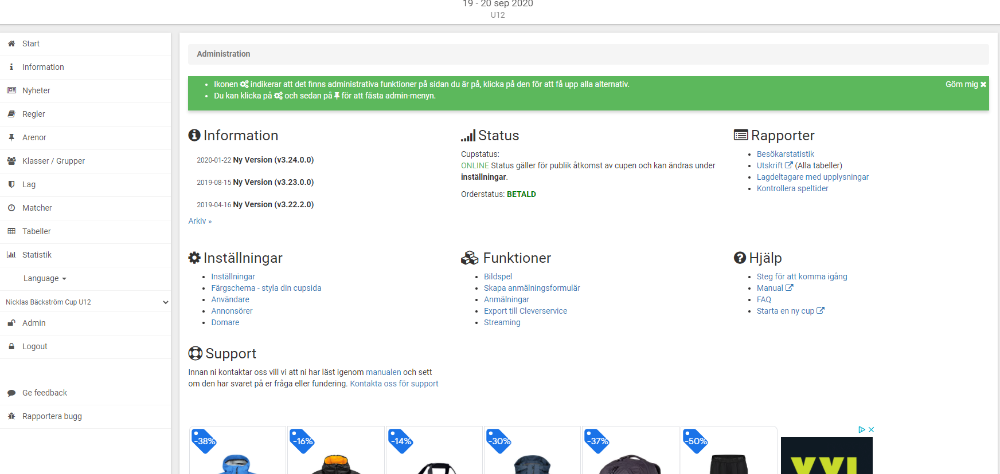 19 - 20 sep 2020
U12
Start
Information
Nyheter
Regler
Arenor
Klasser / Grupper
Lag
Matcher
Tabeller
Statistik
Language
Nicklas Bäckström Cup U12
Admin
Logout
Ge feedback
Rapportera bugg
Administration
Ikonen indikerar att det finns administrativa funktioner på sidan du är på, klicka på den för att få upp alla alternativ.
Göm mig
Du kan klicka på och sedan på för att fästa admin-menyn.
Information
2020-01-22 Ny Version (v3.24.0.0)
2019-08-15 Ny Version (v3.23.0.0)
2019-04-16 Ny Version (v3.22.2.0)
Arkiv »
Status
Cupstatus:
ONLINE Status gäller för publik åtkomst av cupen och kan ändras under
inställningar.
Orderstatus: BETALD
Rapporter
Besökarstatistik
Utskrift (Alla tabeller)
Lagdeltagare med upplysningar
Kontrollera speltider
Inställningar
Inställningar
Färgschema - styla din cupsida
Användare
Annonsörer
Domare
Funktioner
Bildspel
Skapa anmälningsformulär
Anmälningar
Export till Cleverservice
Streaming
Hjälp
Steg för att komma igång
Manual
FAQ
Starta en ny cup
Support
Innan ni kontaktar oss vill vi att ni har läst igenom manualen och sett
om den har svaret på er fråga eller fundering. Kontakta oss för support
-38%
-16%
-14%
-30%
-37%
-50%
XXL